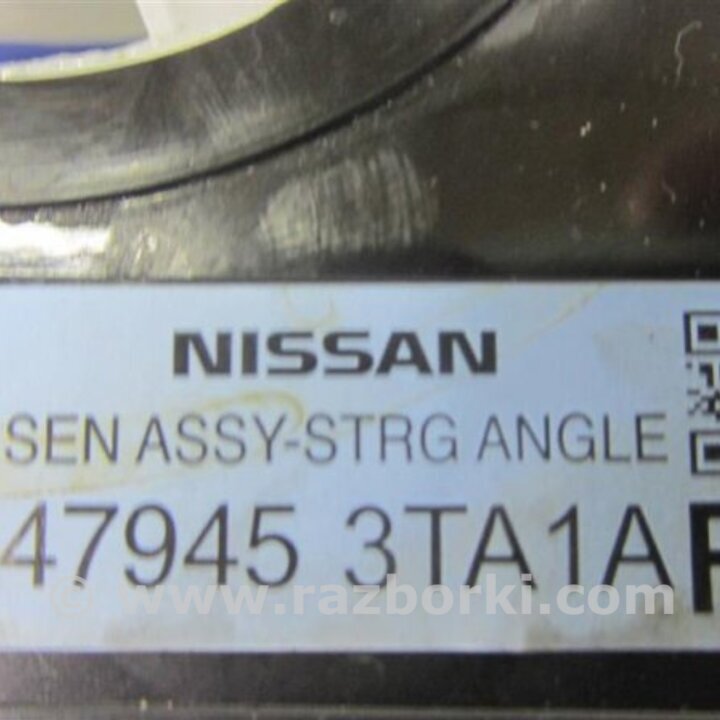 NISSAN
SEN ASSY-STRG ANGLE
47945 3TA1A
© www.razborki.com